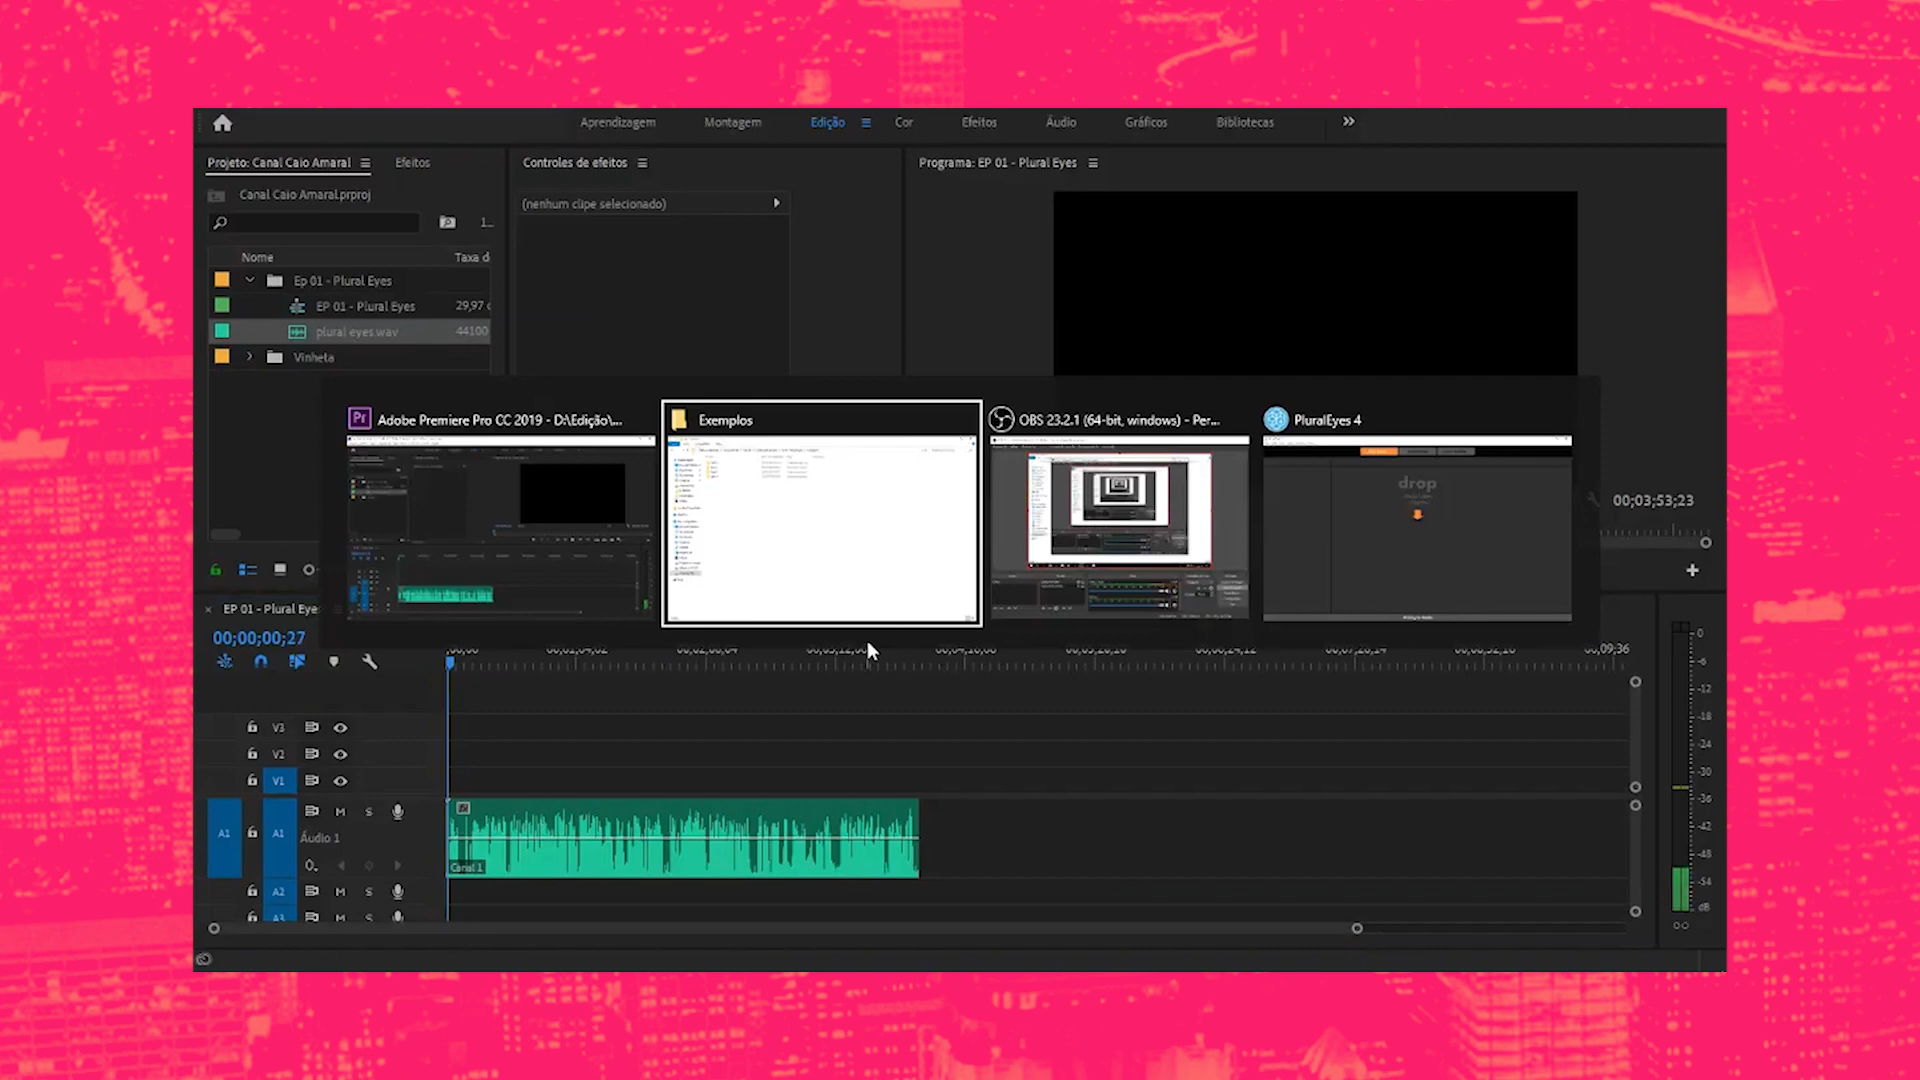 Aprendizagem Montagem Edição Cor Efeitos Áudio Gráficos Bibliotecas
Projeto: Canal Caio Amaral Efeitos Controles de efeitos Programa: EP 01 - Plural Eyes
Canal Caio Amaral.prproj
(nenhum clipe selecionado)
1...
Nome Taxa d
Ep 01 - Plural Eyes
EP 01 - Plural Eyes 29,97
plural eyes.wav 44100
Vinheta
Adobe Premiere Pro CC 2019 - D:\Edição\... Exemplos OBS 23.2.1 (64-bit, windows) - Per... PluralEyes 4
drop
00;03;53;23
EP 01 - Plural Eyes
00;00;00;27
V3
V2
V1
A1 A1 M S
Áudio 1
Canal 1
A2 M S
A3 M S
0
-6
-12
-18
-24
-30
-36
-42
-48
-54
dB